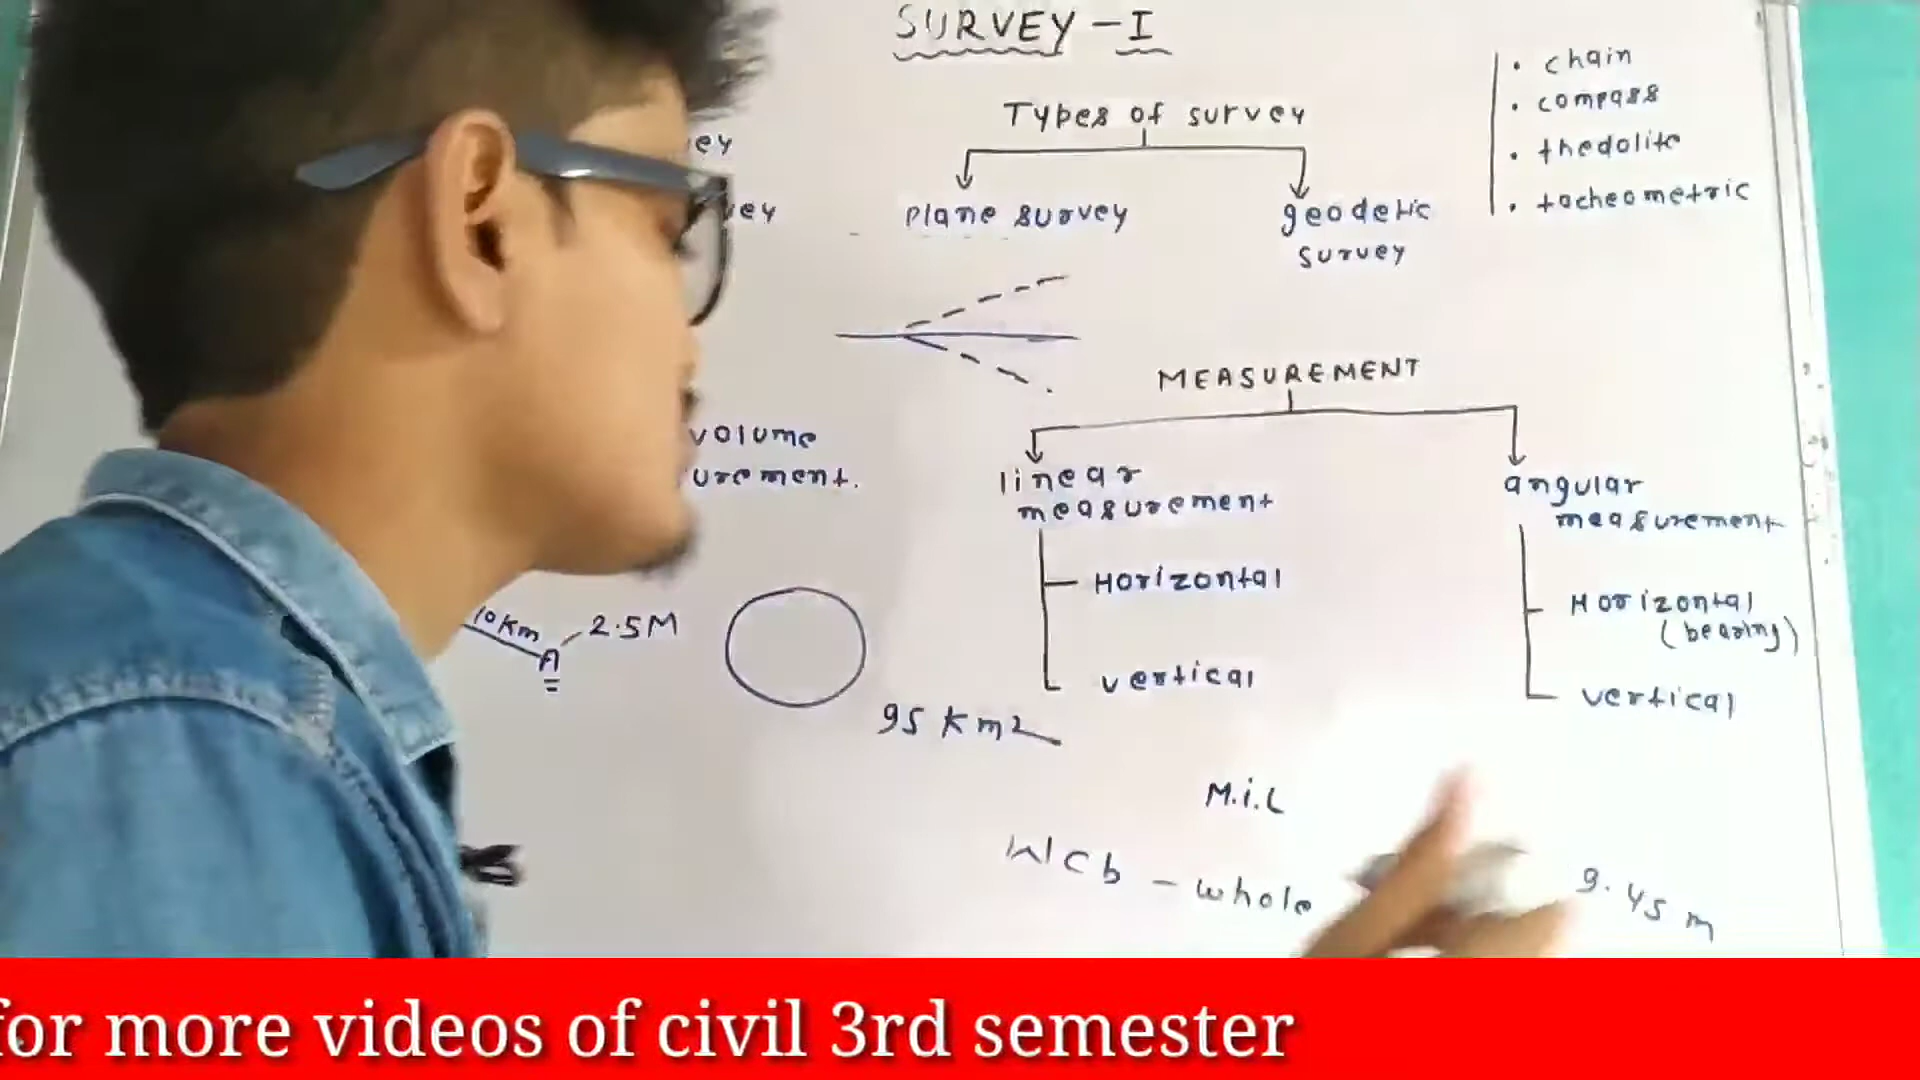 SURVEY - I
Types of survey
plane survey
geodetic
survey
• chain
• compass
• thedolite
• tacheometric
MEASUREMENT
linear
measurement
Horizontal
vertical
angular
measurement
Horizontal
(bearing)
vertical
volume
10 Km
A
2.5M
95 Km2
M.i.L
WCb - whole
9.45 m
for more videos of civil 3rd semester